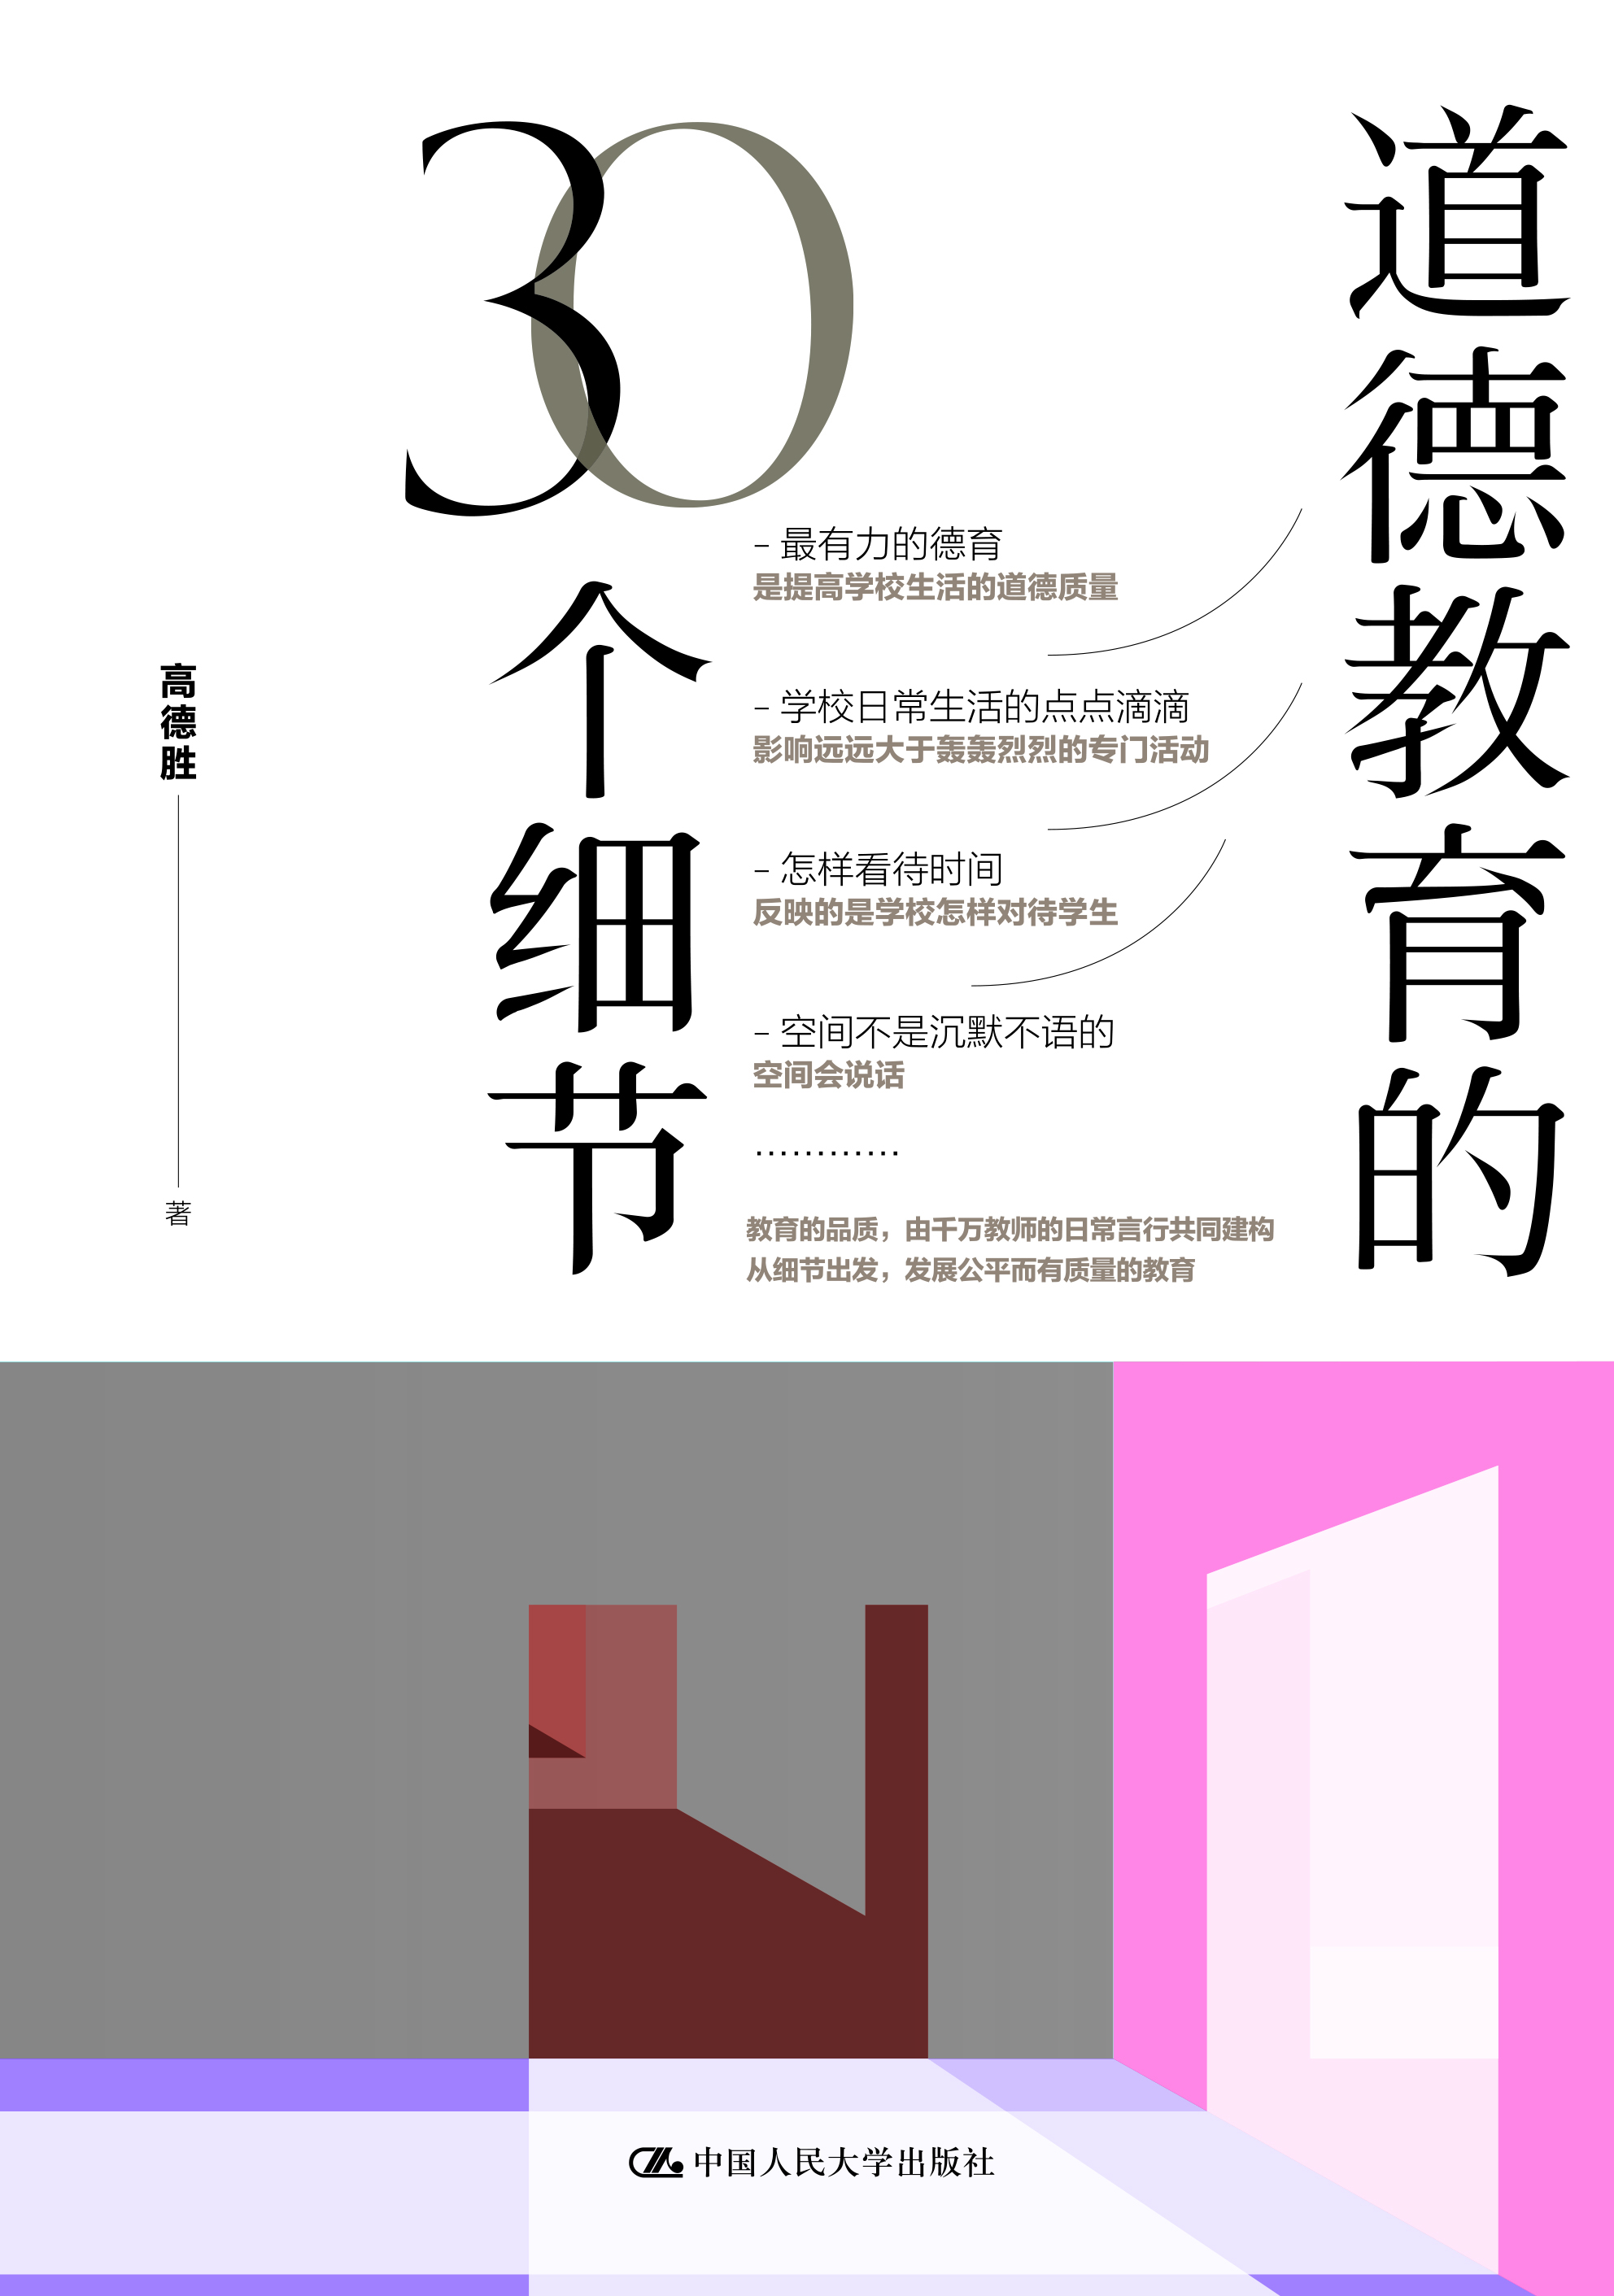 道德教育的
30个细节
– 最有力的德育
是提高学校生活的道德质量
– 学校日常生活的点点滴滴
影响远远大于轰轰烈烈的专门活动
– 怎样看待时间
反映的是学校怎样对待学生
– 空间不是沉默不语的
空间会说话
············
教育的品质，由千万教师的日常言行共同建构
从细节出发，发展公平而有质量的教育
高德胜
著
中国人民大学出版社